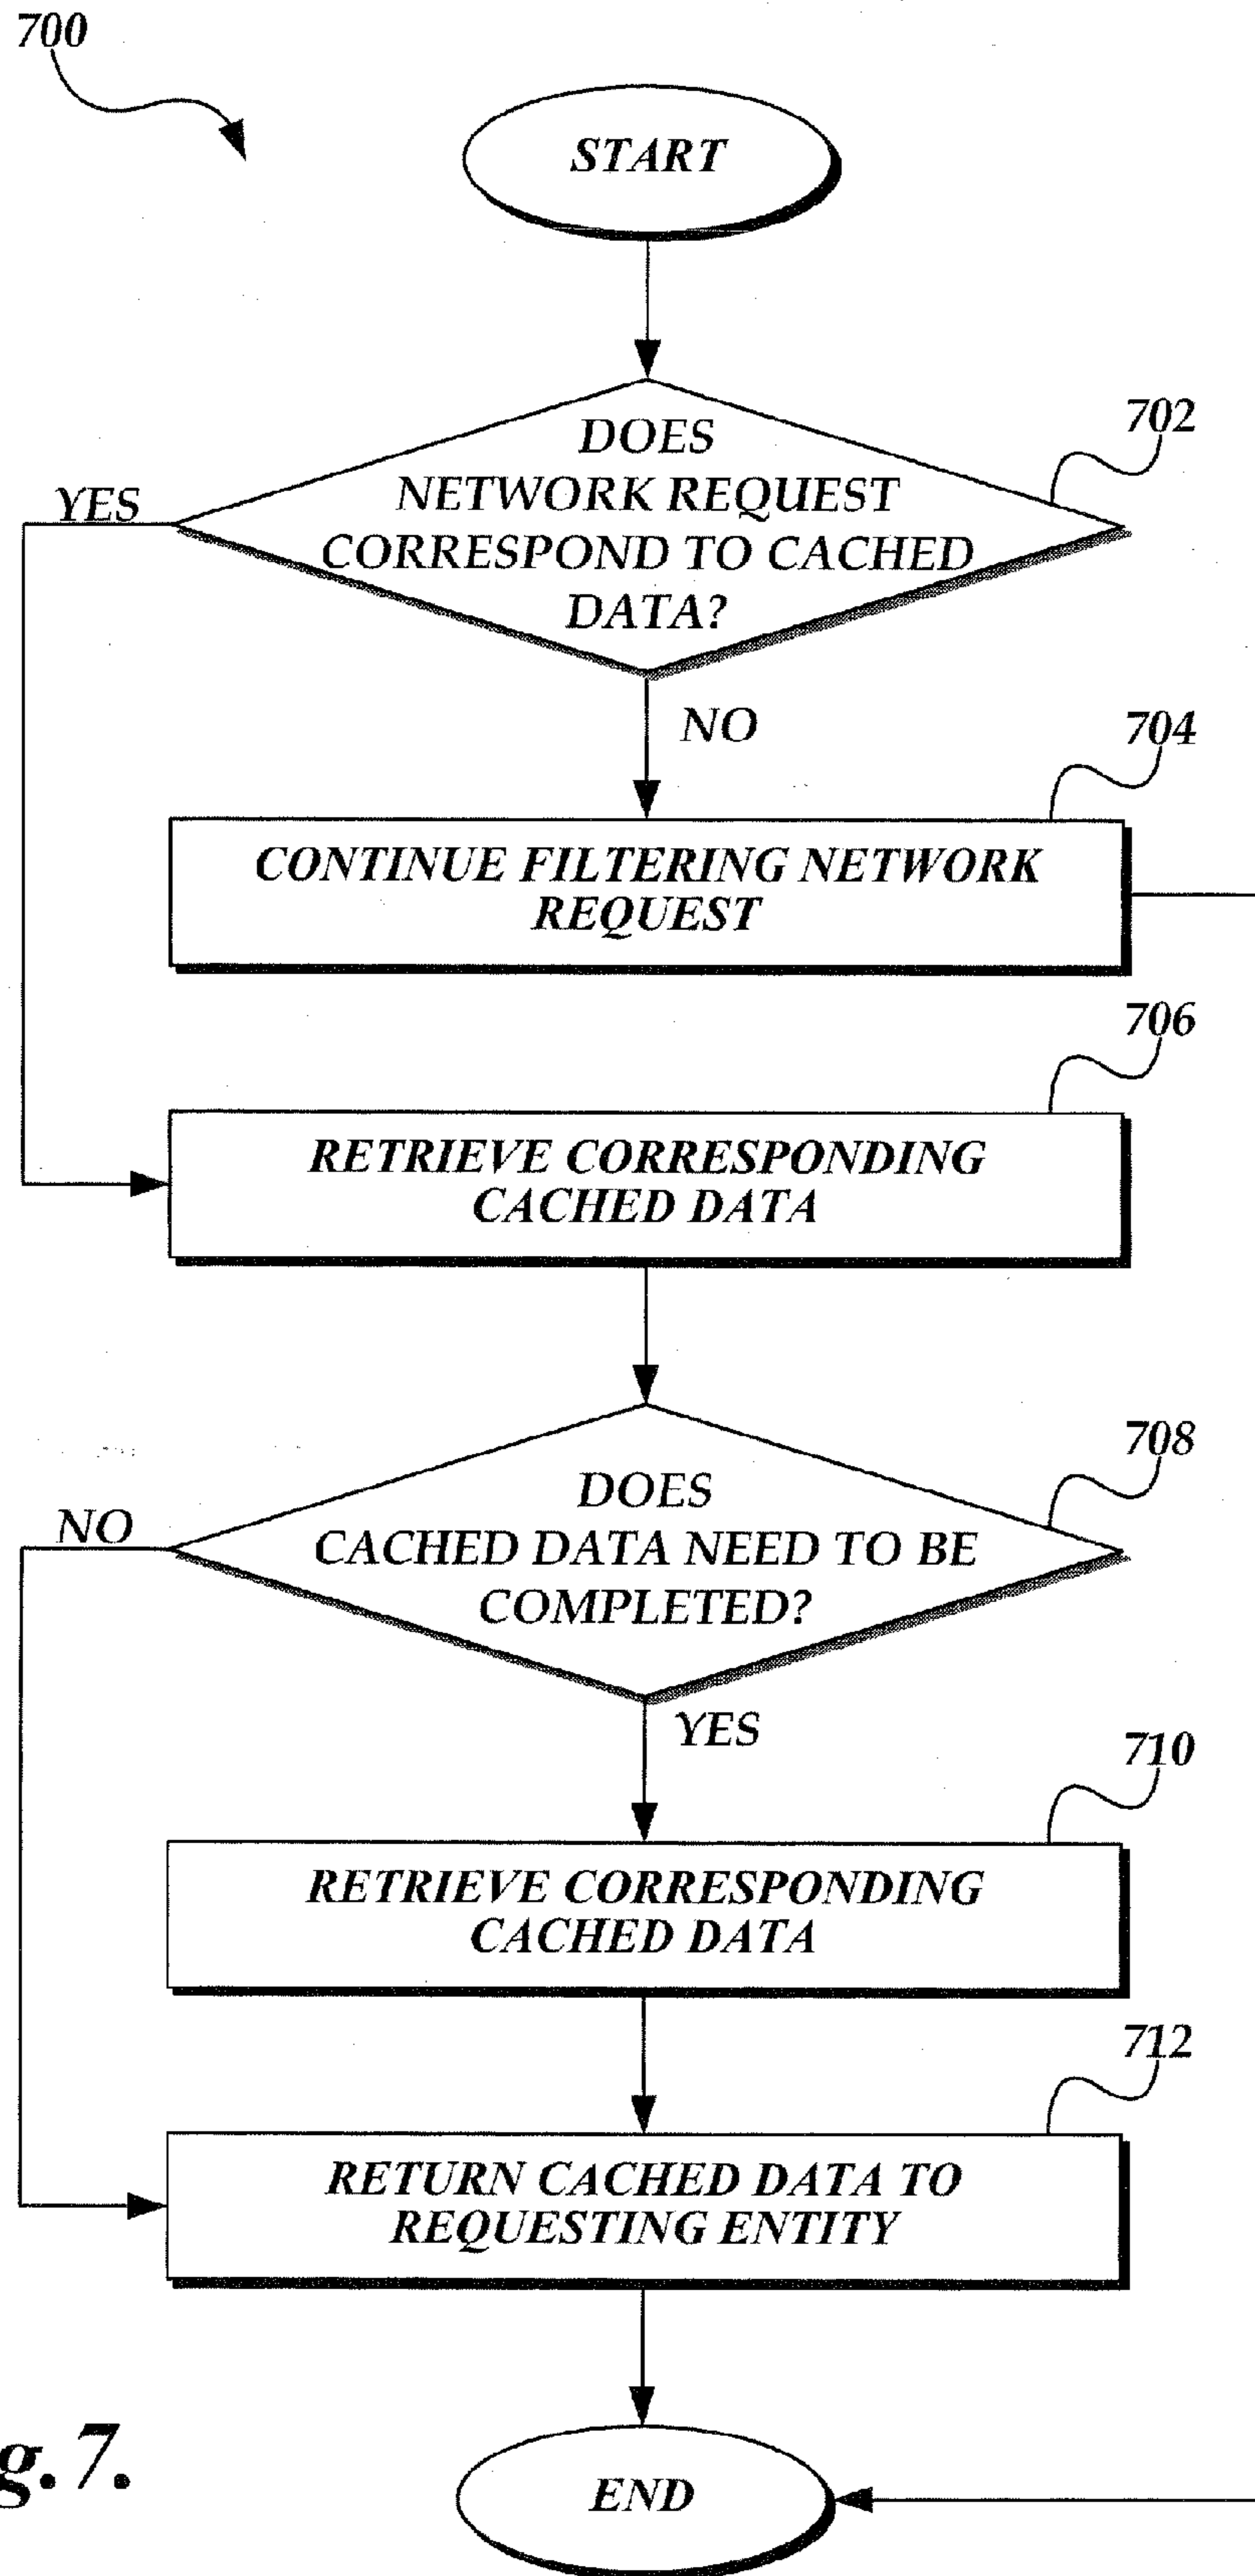 700
START
DOES
NETWORK REQUEST
CORRESPOND TO CACHED
DATA?
702
YES
NO
704
CONTINUE FILTERING NETWORK
REQUEST
706
RETRIEVE CORRESPONDING
CACHED DATA
708
DOES
CACHED DATA NEED TO BE
COMPLETED?
NO
YES
710
RETRIEVE CORRESPONDING
CACHED DATA
712
RETURN CACHED DATA TO
REQUESTING ENTITY
g.7.
END